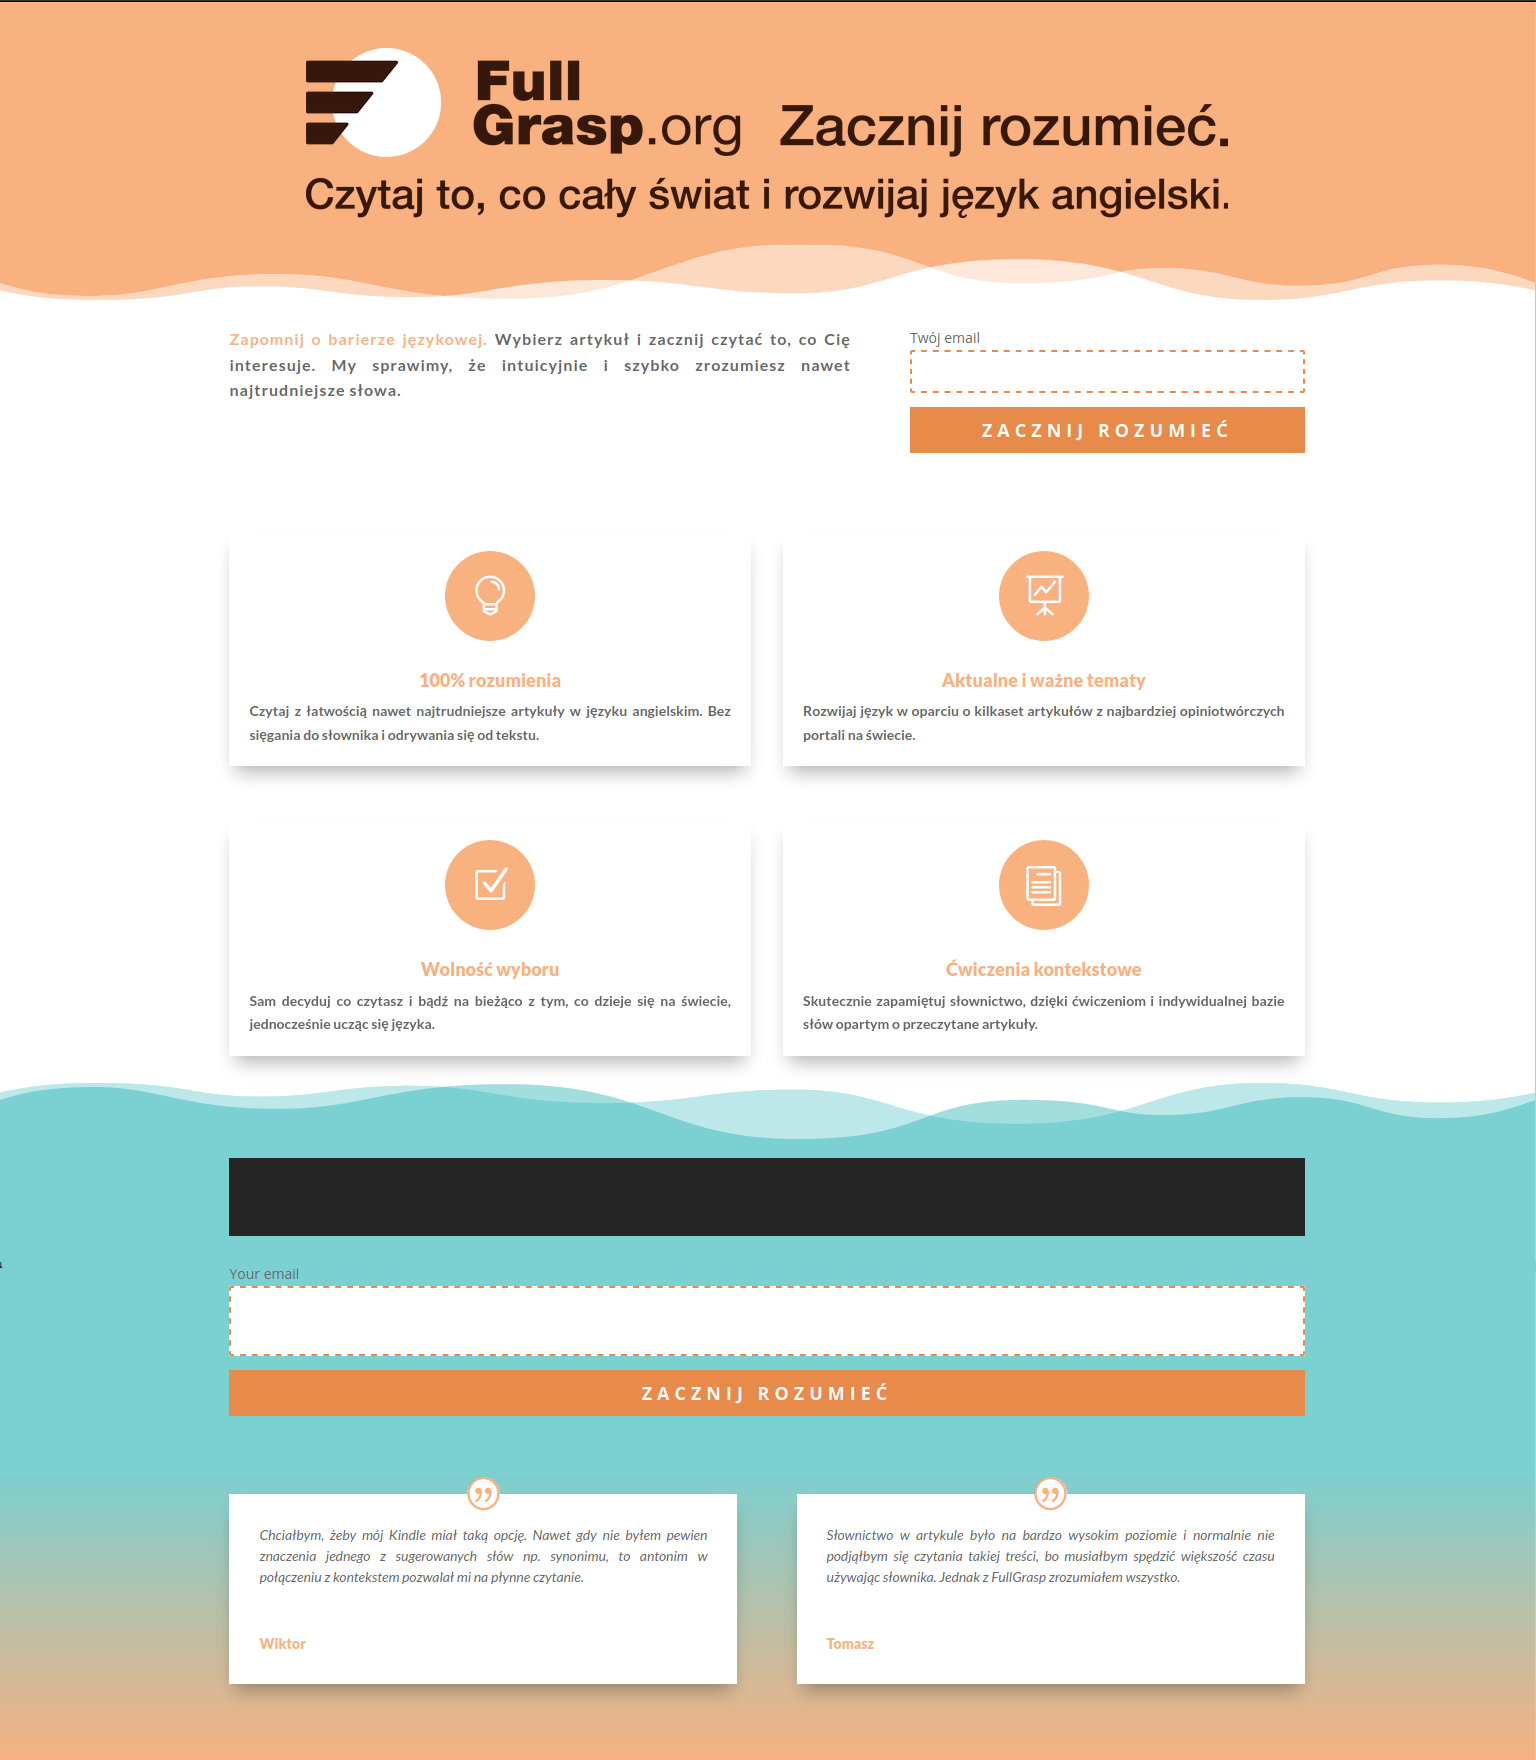 Full
Grasp.org Zacznij rozumieć.
Czytaj to, co cały świat i rozwijaj język angielski.
Zapomnij o barierze językowej. Wybierz artykuł i zacznij czytać to, co Cię
interesuje. My sprawimy, że intuicyjnie i szybko zrozumiesz nawet
najtrudniejsze słowa.
Twój email
ZACZNIJ ROZUMIEĆ
100% rozumienia
Czytaj z łatwością nawet najtrudniejsze artykuły w języku angielskim. Bez
sięgania do słownika i odrywania się od tekstu.
Aktualne i ważne tematy
Rozwijaj język w oparciu o kilkaset artykułów z najbardziej opiniotwórczych
portali na świecie.
Wolność wyboru
Sam decyduj co czytasz i bądź na bieżąco z tym, co dzieje się na świecie,
jednocześnie ucząc się języka.
Ćwiczenia kontekstowe
Skutecznie zapamiętuj słownictwo, dzięki ćwiczeniom i indywidualnej bazie
słów opartym o przeczytane artykuły.
Your email
ZACZNIJ ROZUMIEĆ
Chciałbym, żeby mój Kindle miał taką opcję. Nawet gdy nie byłem pewien
znaczenia jednego z sugerowanych słów np. synonimu, to antonim w
połączeniu z kontekstem pozwalał mi na płynne czytanie.
Wiktor
Słownictwo w artykule było na bardzo wysokim poziomie i normalnie nie
podjąłbym się czytania takiej treści, bo musiałbym spędzić większość czasu
używając słownika. Jednak z FullGrasp zrozumiałem wszystko.
Tomasz